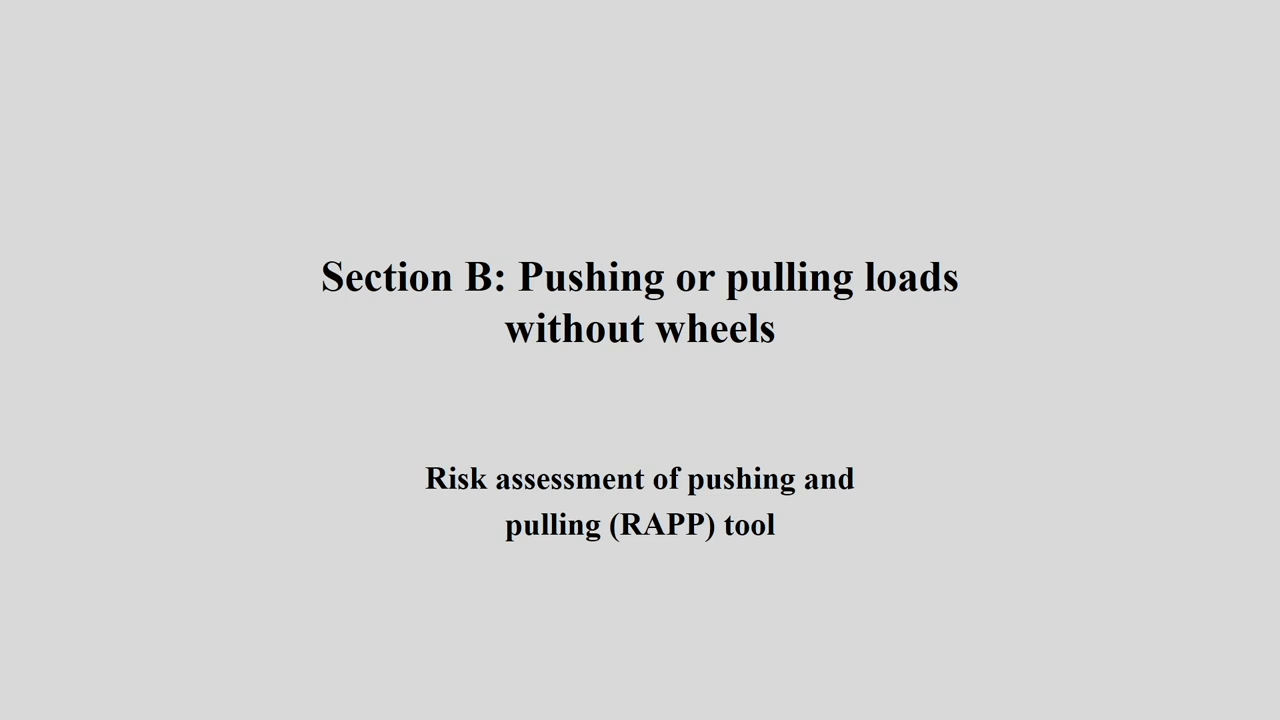 Section B: Pushing or pulling loads
without wheels
Risk assessment of pushing and
pulling (RAPP) tool